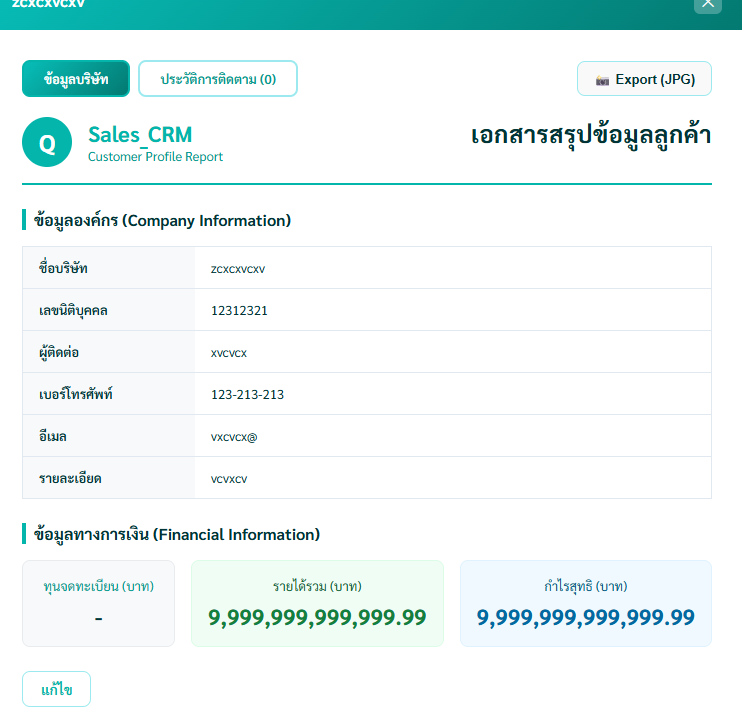 zcxcxvcxv
ข้อมูลบริษัท
ประวัติการติดตาม (0)
Export (JPG)
Q
Sales_CRM
Customer Profile Report
เอกสารสรุปข้อมูลลูกค้า
ข้อมูลองค์กร (Company Information)
ชื่อบริษัท zcxcxvcxv
เลขนิติบุคคล 12312321
ผู้ติดต่อ xvcvcx
เบอร์โทรศัพท์ 123-213-213
อีเมล vxcvcx@
รายละเอียด vcvxcv
ข้อมูลทางการเงิน (Financial Information)
ทุนจดทะเบียน (บาท)
-
รายได้รวม (บาท)
9,999,999,999,999.99
กำไรสุทธิ (บาท)
9,999,999,999,999.99
แก้ไข